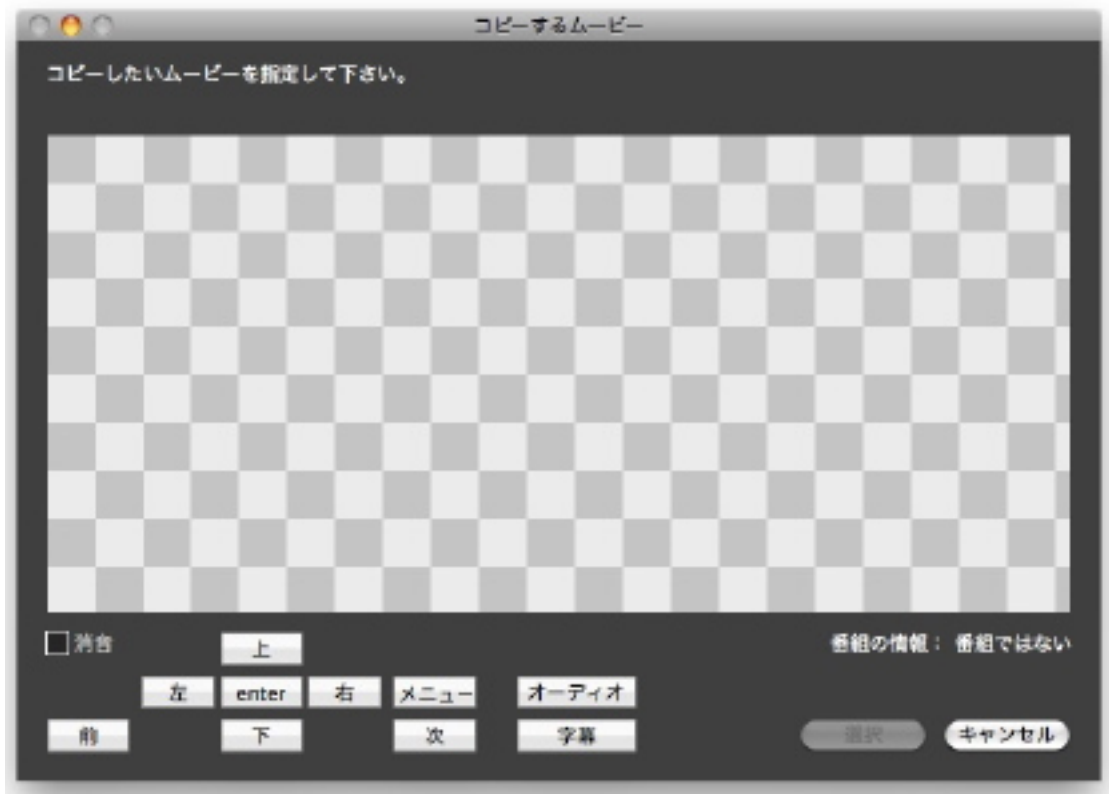 コピーするムービー
コピーしたいムービーを指定して下さい。
消音
上
番組の情報： 番組ではない
左 enter 右 メニュー オーディオ
前 下 次 字幕 選択 キャンセル